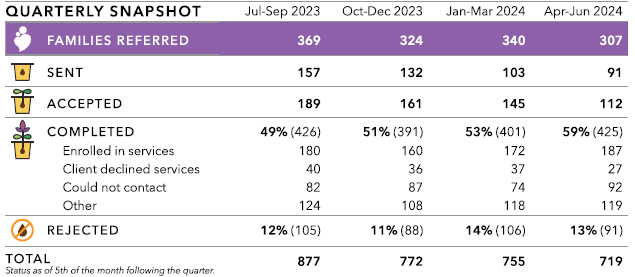 QUARTERLY SNAPSHOT Jul-Sep 2023 Oct-Dec 2023 Jan-Mar 2024 Apr-Jun 2024
FAMILIES REFERRED 369 324 340 307
SENT 157 132 103 91
ACCEPTED 189 161 145 112
COMPLETED 49% (426) 51% (391) 53% (401) 59% (425)
Enrolled in services 180 160 172 187
Client declined services 40 36 37 27
Could not contact 82 87 74 92
Other 124 108 118 119
REJECTED 12% (105) 11% (88) 14% (106) 13% (91)
TOTAL 877 772 755 719
Status as of 5th of the month following the quarter.